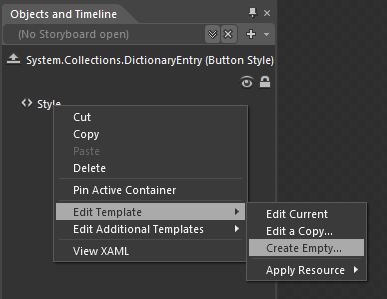 Objects and Timeline
(No Storyboard open)
System.Collections.DictionaryEntry (Button Style)
Style
Cut
Copy
Paste
Delete
Pin Active Container
Edit Template
Edit Additional Templates
View XAML
Edit Current
Edit a Copy...
Create Empty...
Apply Resource